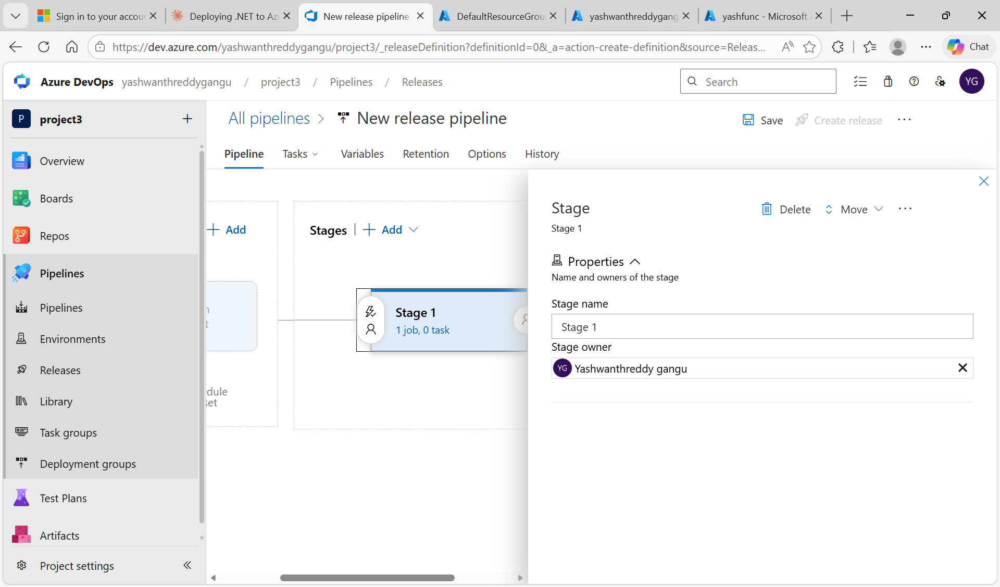 Sign in to your accou
Deploying .NET to Az
New release pipeline
DefaultResourceGrou
yashwanthreddygang
yashfunc - Microsoft
https://dev.azure.com/yashwanthreddygangu/project3/_releaseDefinition?definitionId=0&_a=action-create-definition&source=Releas...
Chat
Azure DevOps yashwanthreddygangu / project3 / Pipelines / Releases
Search
YG
P project3
Overview
Boards
Repos
Pipelines
Pipelines
Environments
Releases
Library
Task groups
Deployment groups
Test Plans
Artifacts
Project settings
All pipelines > New release pipeline
Save
Create release
Pipeline Tasks Variables Retention Options History
Add
Stages | Add
Stage 1
1 job, 0 task
n
t
dule
set
Stage
Stage 1
Delete
Move
Properties
Name and owners of the stage
Stage name
Stage 1
Stage owner
YG Yashwanthreddy gangu